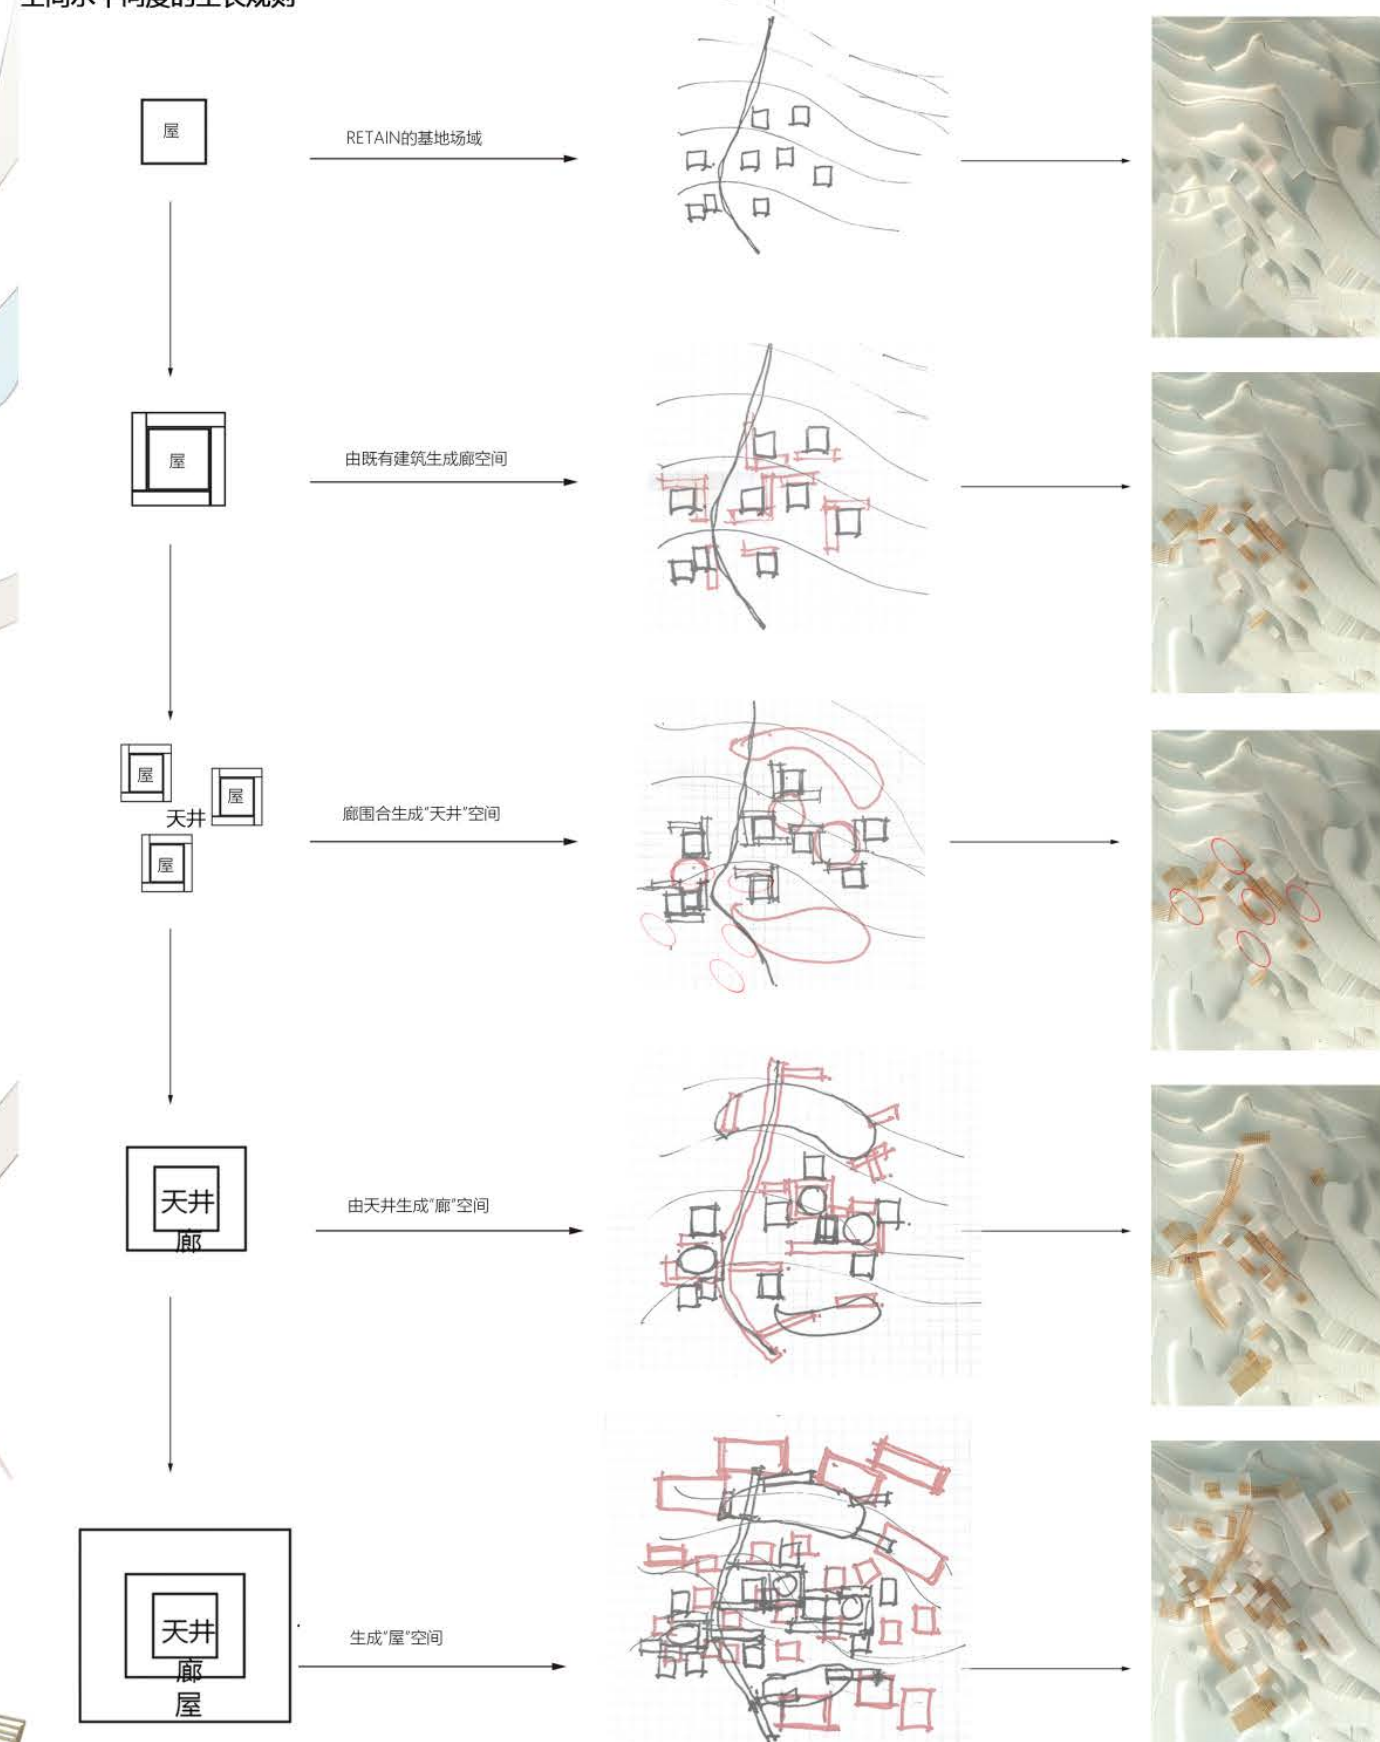 屋
RETAIN的基地场域
屋
由既有建筑生成廊空间
屋
屋
天井
屋
廊围合生成“天井”空间
天井
廊
由天井生成“廊”空间
天井
廊
屋
生成“屋”空间